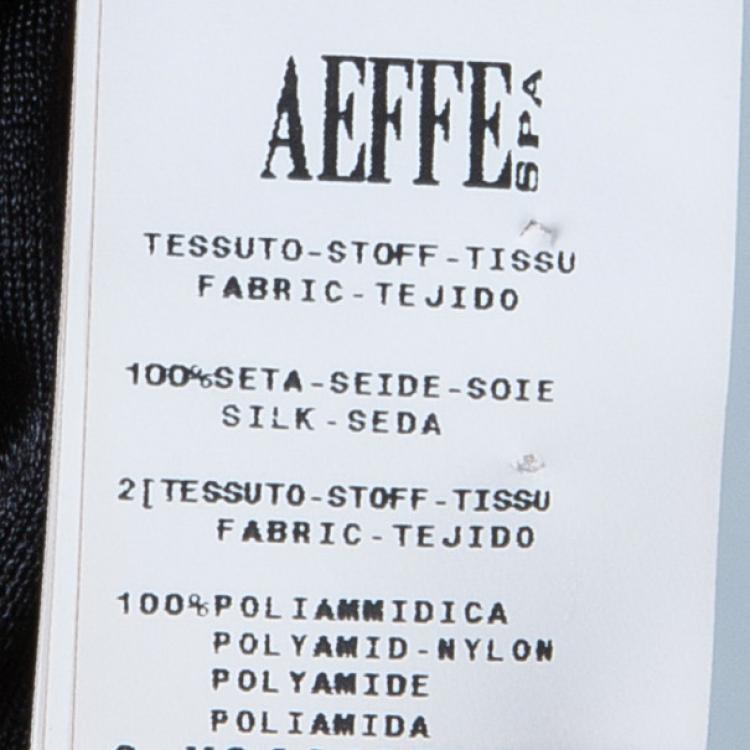 AEFFE SPA
TESSUTO-STOFF-TISSU
FABRIC-TEJIDO
100%SETA-SEIDE-SOIE
SILK-SEDA
2[TESSUTO-STOFF-TISSU
FABRIC-TEJIDO
100%POLIAMMIDICA
POLYAMID-NYLON
POLYAMIDE
POLIAMIDA